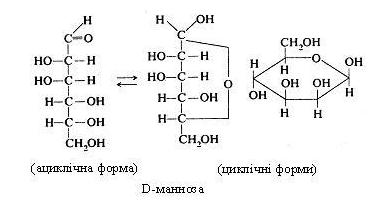 H
C=O
HO–C–H
HO–C–H
H–C–OH
H–C–OH
CH₂OH
H OH
C
HO–C–H
HO–C–H
H–C–OH O
H–C
CH₂OH
CH₂OH
H O OH
H
OH OH
OH H
H H
(ациклічна форма) (циклічні форми)
D-манноза